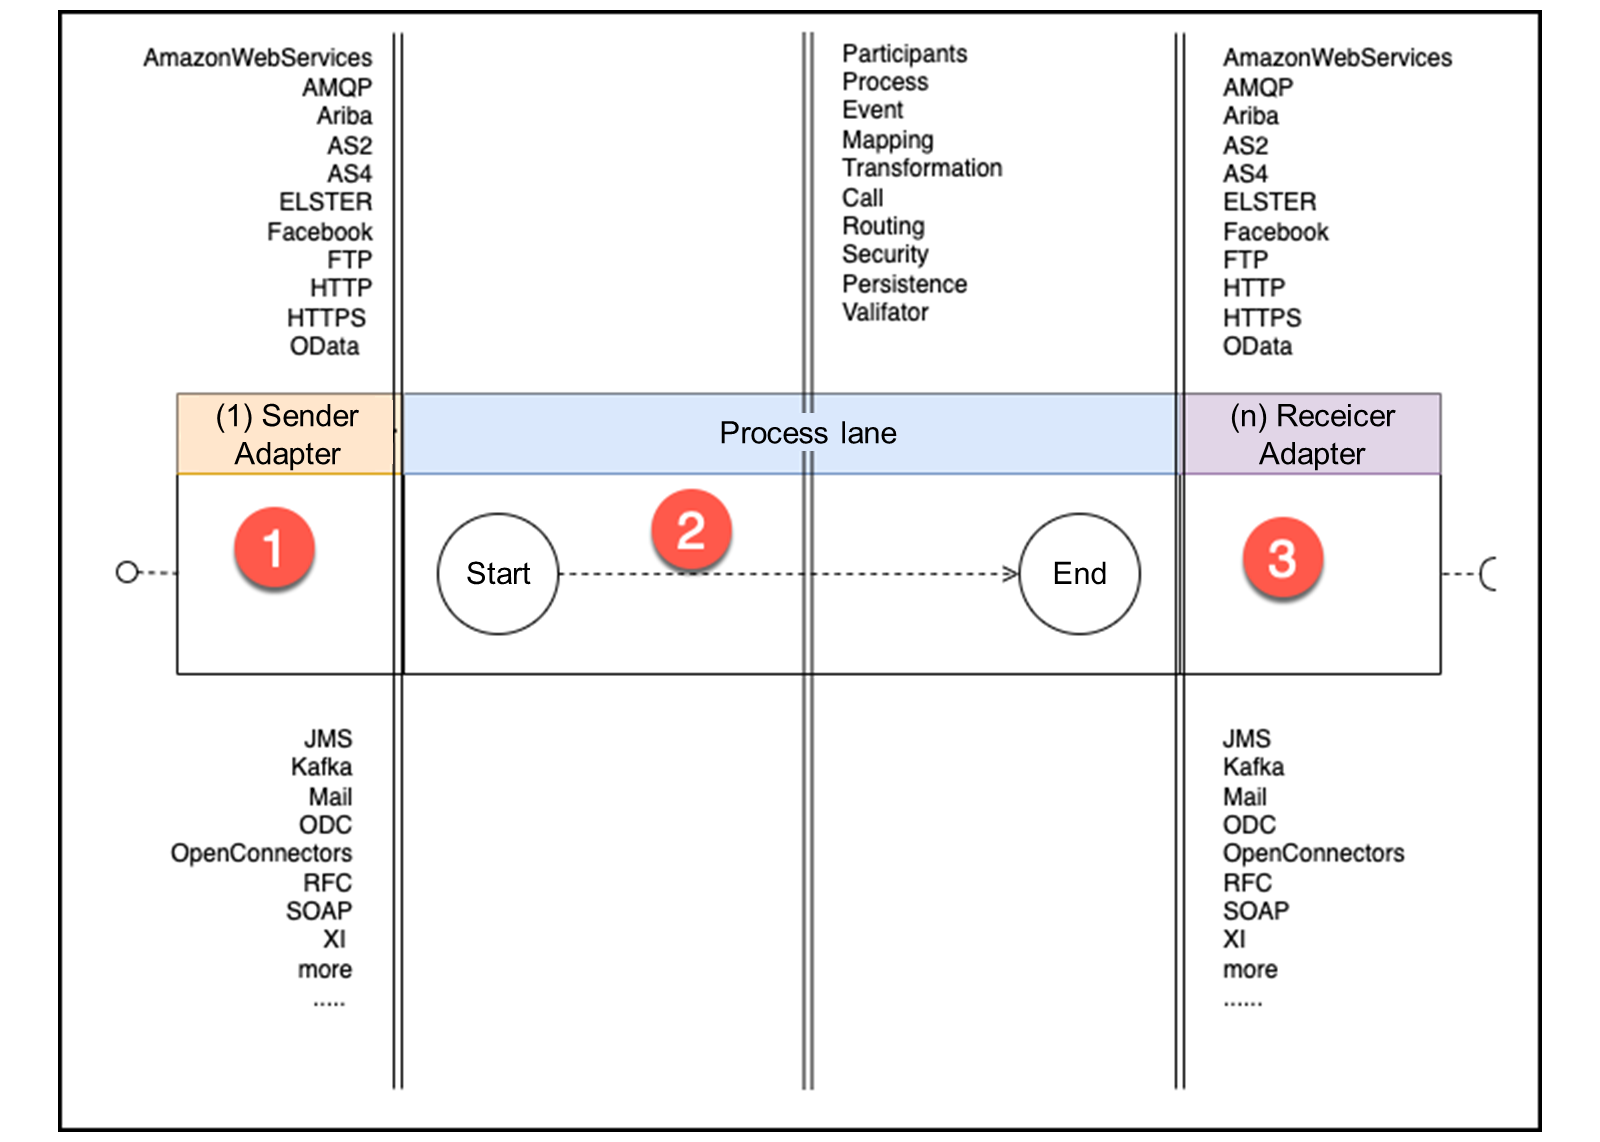 AmazonWebServices
AMQP
Ariba
AS2
AS4
ELSTER
Facebook
FTP
HTTP
HTTPS
OData
Participants
Process
Event
Mapping
Transformation
Call
Routing
Security
Persistence
Valifator
AmazonWebServices
AMQP
Ariba
AS2
AS4
ELSTER
Facebook
FTP
HTTP
HTTPS
OData
(1) Sender
Adapter
Process lane
(n) Receicer
Adapter
1
Start
2
End
3
JMS
Kafka
Mail
ODC
OpenConnectors
RFC
SOAP
XI
more
.....
JMS
Kafka
Mail
ODC
OpenConnectors
RFC
SOAP
XI
more
......